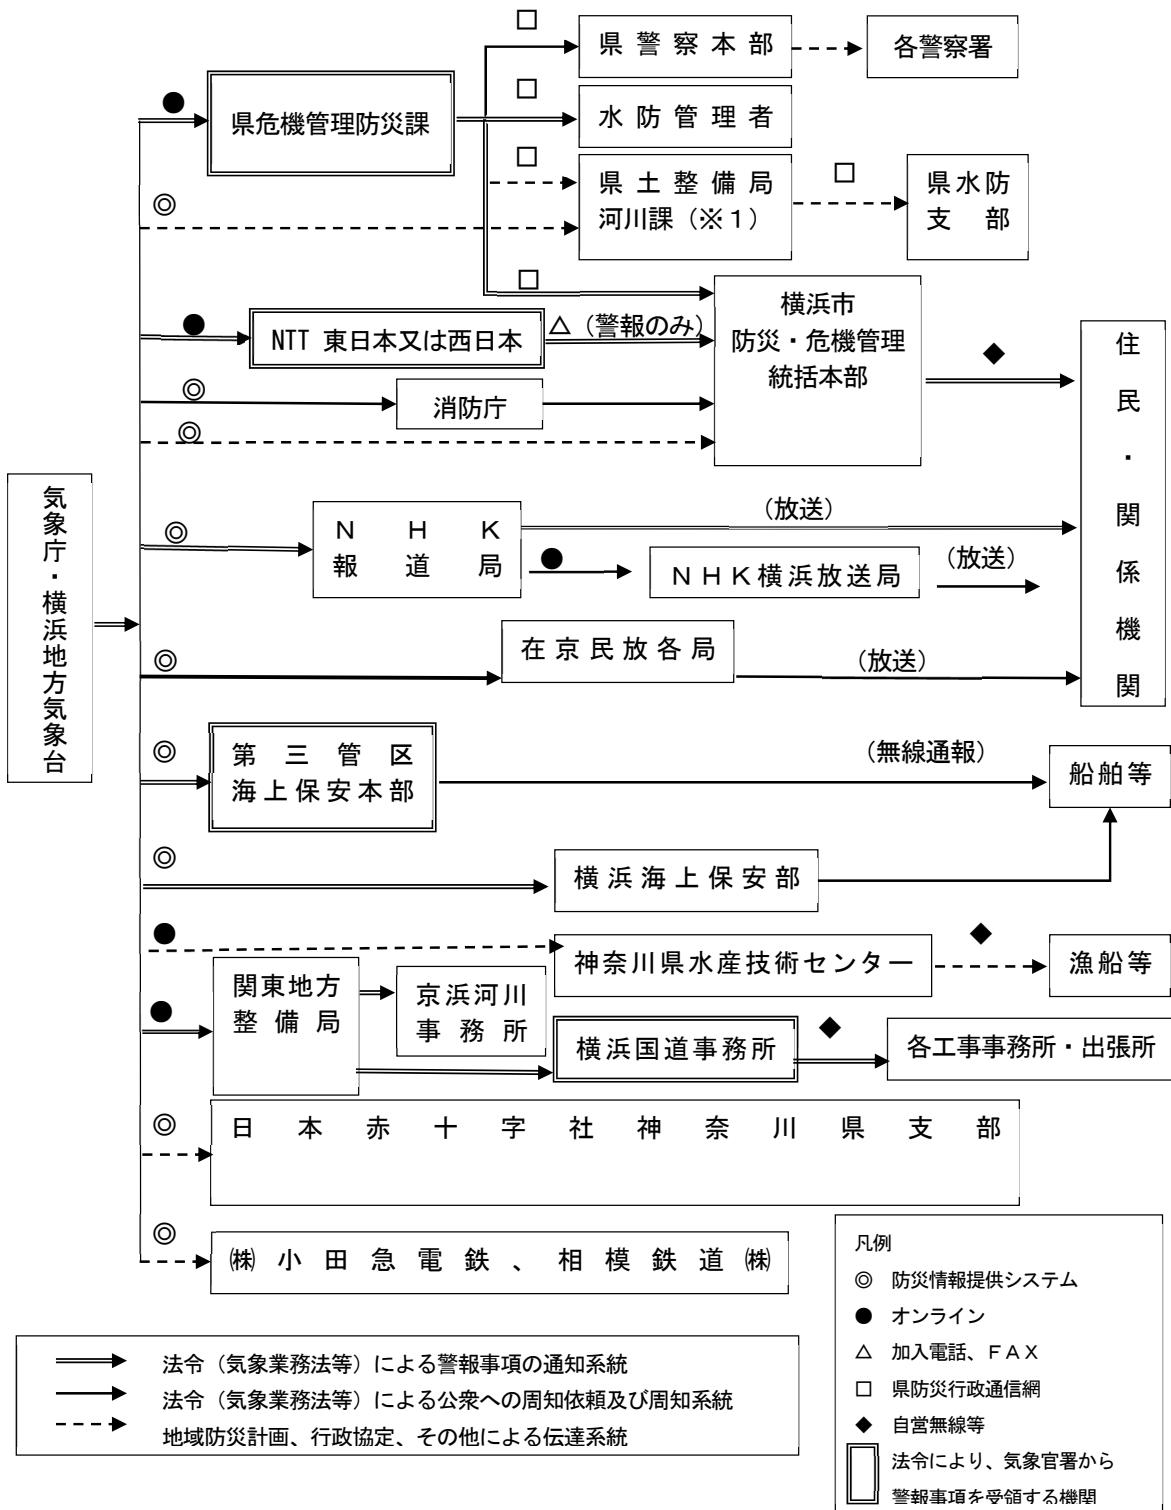 □
県警察本部
各警察署
●
県危機管理防災課
□
水防管理者
□
県土整備局
河川課（※１）
□
県水防
支部
◎
□
横浜市
防災・危機管理
統括本部
●
NTT 東日本又は西日本
△（警報のみ）
◎
消防庁
◎
◆
住民・関係機関
気象庁・横浜地方気象台
◎
ＮＨＫ
報道局
（放送）
●
ＮＨＫ横浜放送局
（放送）
◎
在京民放各局
（放送）
◎
第三管区
海上保安本部
（無線通報）
船舶等
◎
横浜海上保安部
●
神奈川県水産技術センター
◆
漁船等
●
関東地方
整備局
京浜河川
事務所
横浜国道事務所
◆
各工事事務所・出張所
◎
日本赤十字社神奈川県支部
◎
㈱小田急電鉄、相模鉄道㈱
凡例
◎ 防災情報提供システム
● オンライン
△ 加入電話、ＦＡＸ
□ 県防災行政通信網
◆ 自営無線等
法令により、気象官署から
警報事項を受領する機関
法令（気象業務法等）による警報事項の通知系統
法令（気象業務法等）による公衆への周知依頼及び周知系統
地域防災計画、行政協定、その他による伝達系統